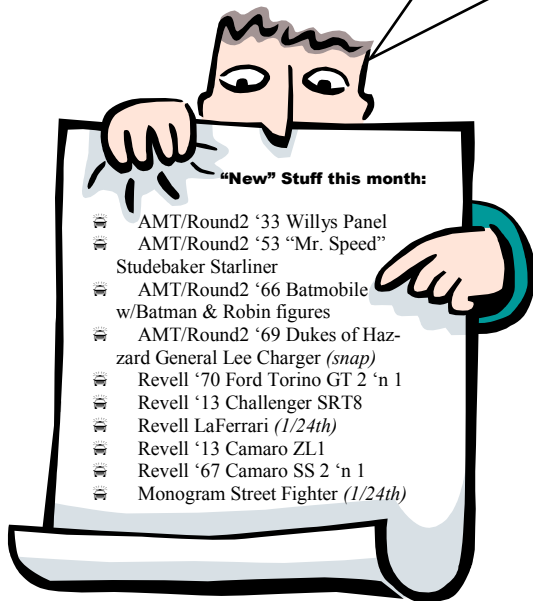 “New” Stuff this month:
AMT/Round2 ‘33 Willys Panel
AMT/Round2 ‘53 “Mr. Speed”
Studebaker Starliner
AMT/Round2 ‘66 Batmobile
w/Batman & Robin figures
AMT/Round2 ‘69 Dukes of Haz-
zard General Lee Charger (snap)
Revell ‘70 Ford Torino GT 2 ‘n 1
Revell ‘13 Challenger SRT8
Revell LaFerrari (1/24th)
Revell ‘13 Camaro ZL1
Revell ‘67 Camaro SS 2 ‘n 1
Monogram Street Fighter (1/24th)